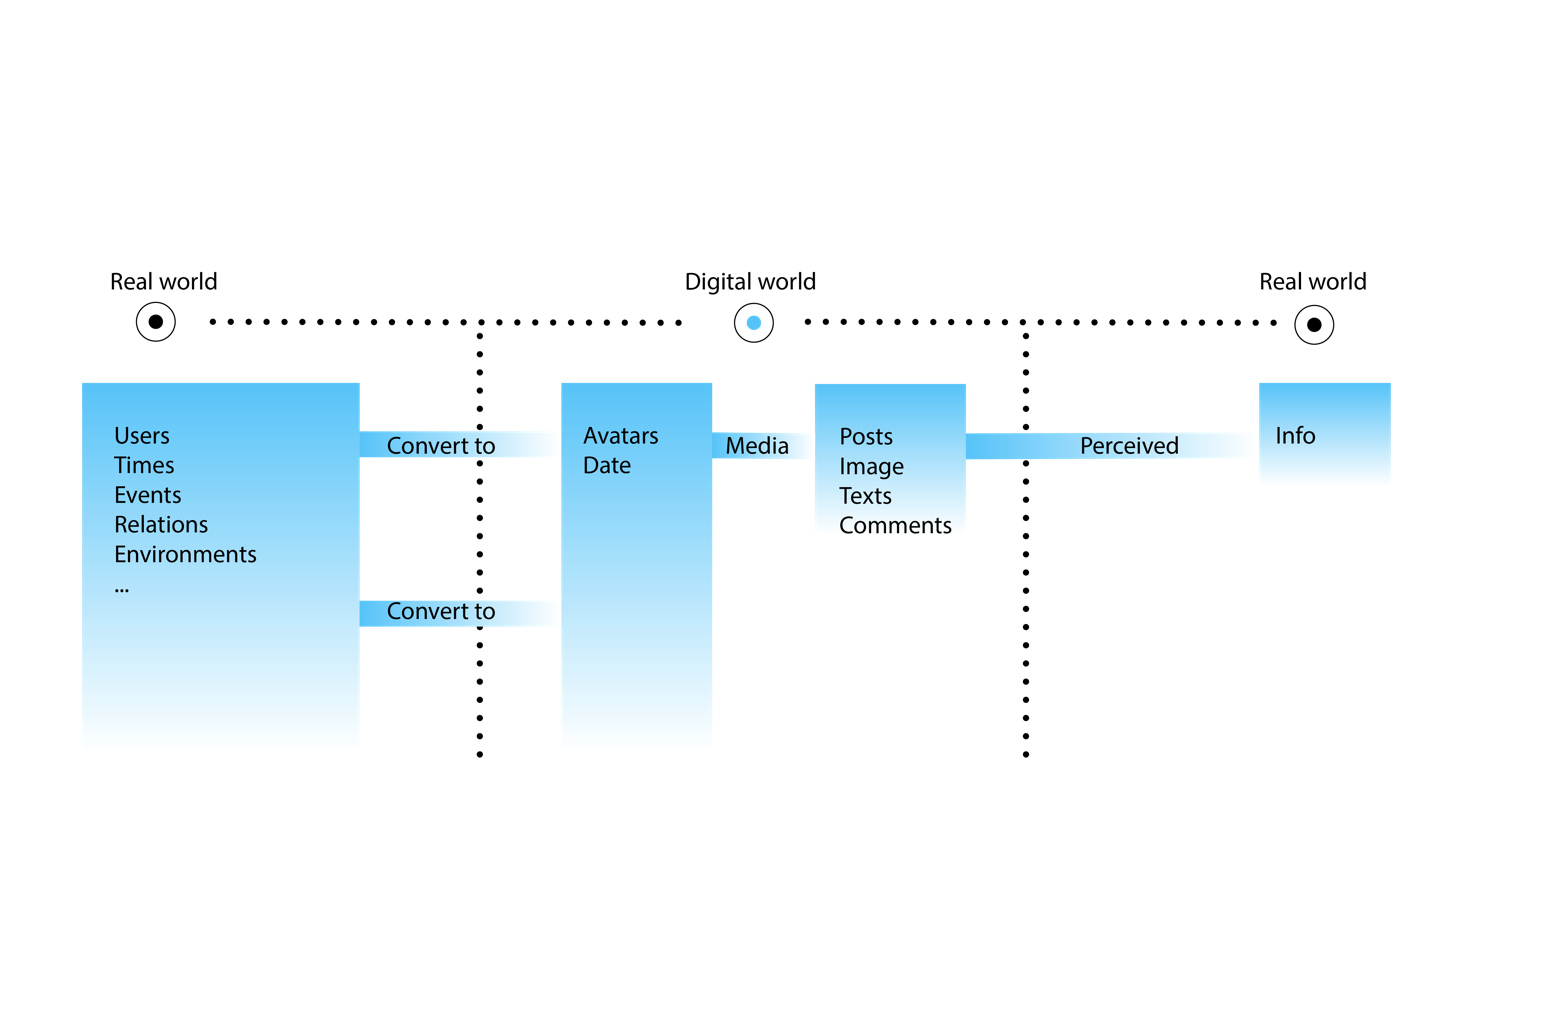 Real world
Digital world
Real world
Users
Times
Events
Relations
Environments
...
Convert to
Convert to
Avatars
Date
Media
Posts
Image
Texts
Comments
Perceived
Info